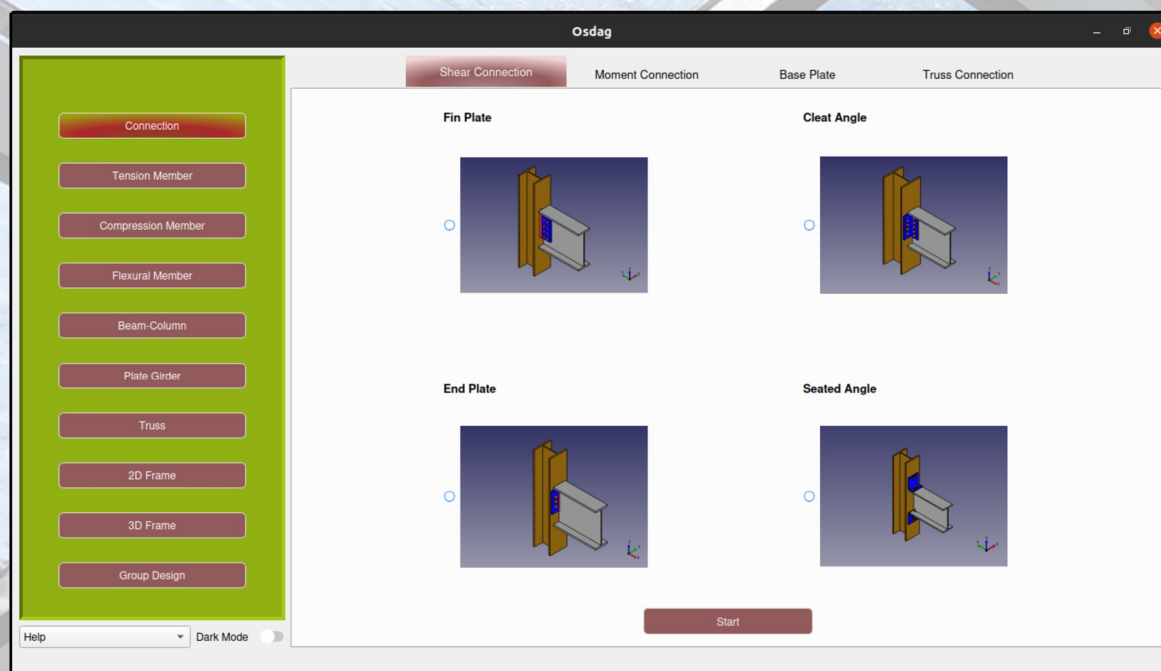 Osdag
Connection
Tension Member
Compression Member
Flexural Member
Beam-Column
Plate Girder
Truss
2D Frame
3D Frame
Group Design
Help
Dark Mode
Shear Connection
Moment Connection
Base Plate
Truss Connection
Fin Plate
Cleat Angle
End Plate
Seated Angle
Start